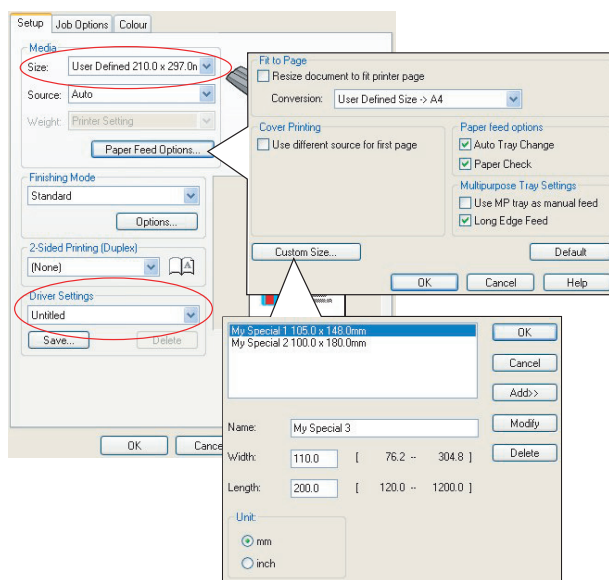 Setup Job Options Colour
Media
Size: User Defined 210.0 x 297.0n
Source: Auto
Weight: Printer Setting
Paper Feed Options...
Finishing Mode
Standard
Options...
2-Sided Printing (Duplex)
(None)
Driver Settings
Untitled
Save... Delete
OK Cance
Fit to Page
Resize document to fit printer page
Conversion: User Defined Size -> A4
Cover Printing
Use different source for first page
Paper feed options
Auto Tray Change
Paper Check
Multipurpose Tray Settings
Use MP tray as manual feed
Long Edge Feed
Custom Size... Default
OK Cancel Help
My Special 1 105.0 x 148.0mm
My Special 2 100.0 x 180.0mm
OK
Cancel
Add>>
Modify
Delete
Name: My Special 3
Width: 110.0 [ 76.2 -- 304.8 ]
Length: 200.0 [ 120.0 -- 1200.0 ]
Unit:
mm
inch